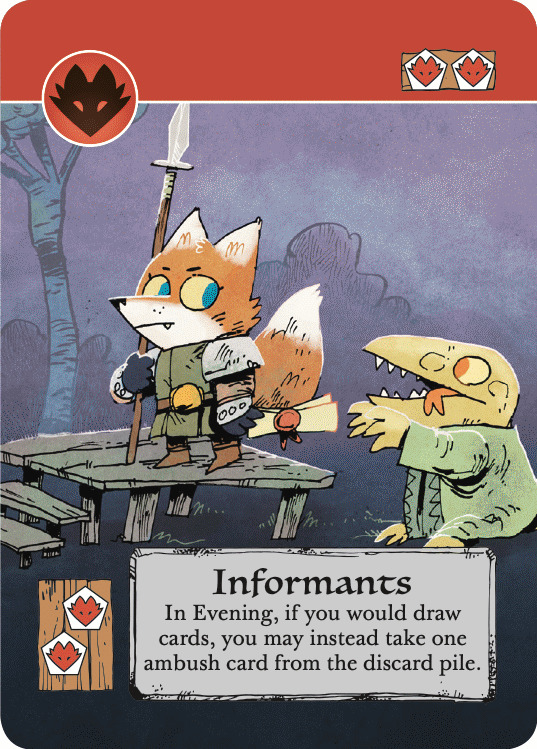 Informants
In Evening, if you would draw
cards, you may instead take one
ambush card from the discard pile.